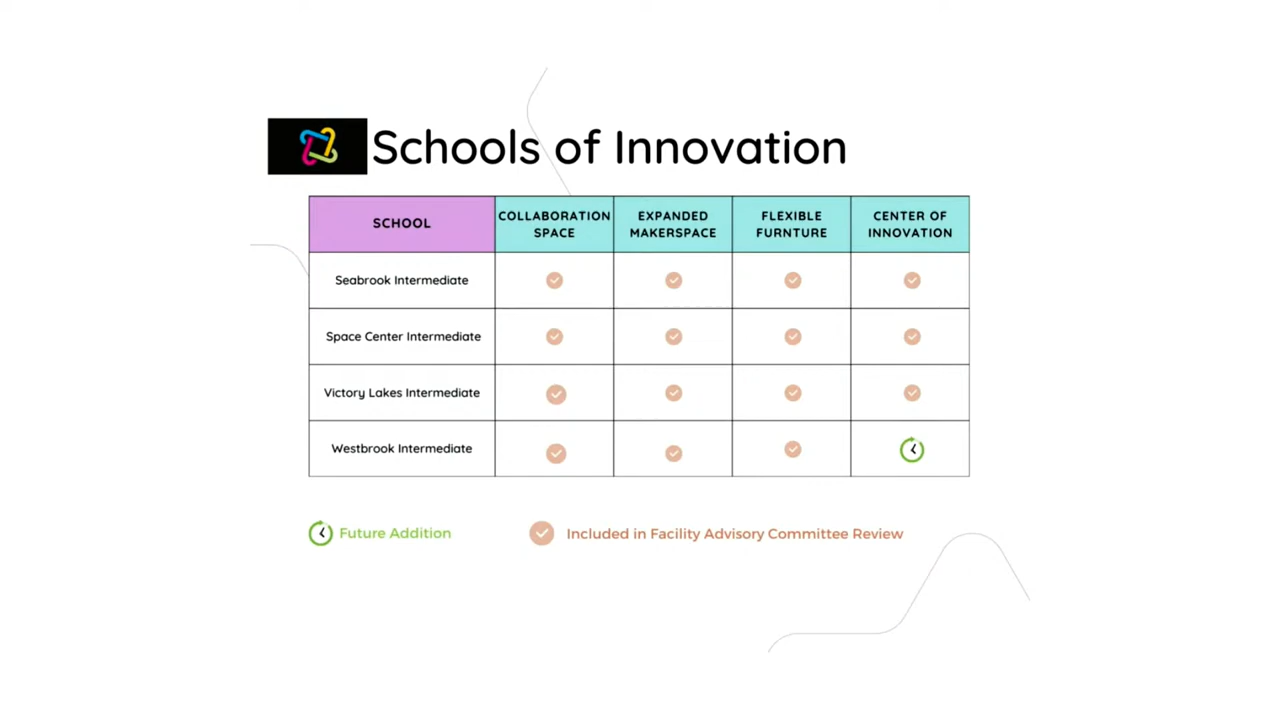 Schools of Innovation
SCHOOL
COLLABORATION
SPACE
EXPANDED
MAKERSPACE
FLEXIBLE
FURNTURE
CENTER OF
INNOVATION
Seabrook Intermediate
Space Center Intermediate
Victory Lakes Intermediate
Westbrook Intermediate
Future Addition
Included in Facility Advisory Committee Review